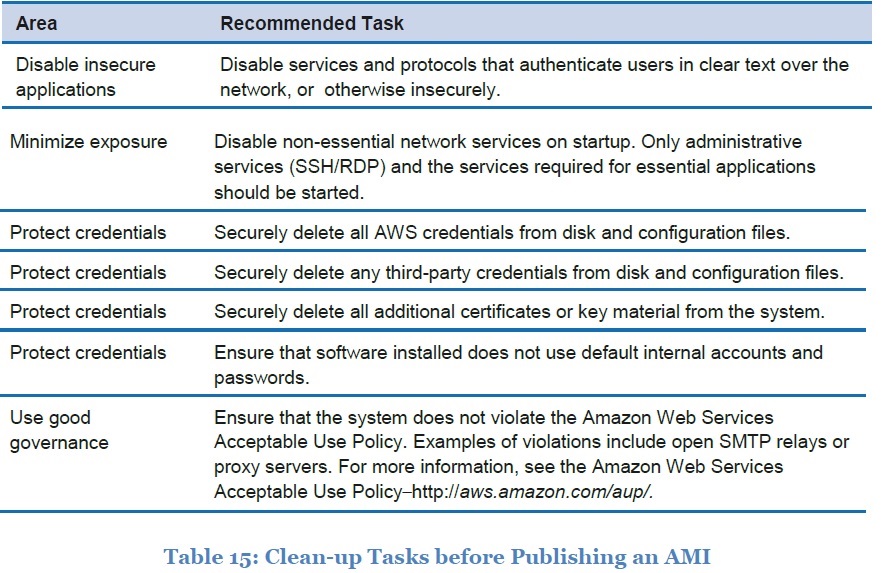 Area Recommended Task
Disable insecure Disable services and protocols that authenticate users in clear text over the
applications network, or otherwise insecurely.
Minimize exposure Disable non-essential network services on startup. Only administrative
services (SSH/RDP) and the services required for essential applications
should be started.
Protect credentials Securely delete all AWS credentials from disk and configuration files.
Protect credentials Securely delete any third-party credentials from disk and configuration files.
Protect credentials Securely delete all additional certificates or key material from the system.
Protect credentials Ensure that software installed does not use default internal accounts and
passwords.
Use good Ensure that the system does not violate the Amazon Web Services
governance Acceptable Use Policy. Examples of violations include open SMTP relays or
proxy servers. For more information, see the Amazon Web Services
Acceptable Use Policy–http://aws.amazon.com/aup/.
Table 15: Clean-up Tasks before Publishing an AMI